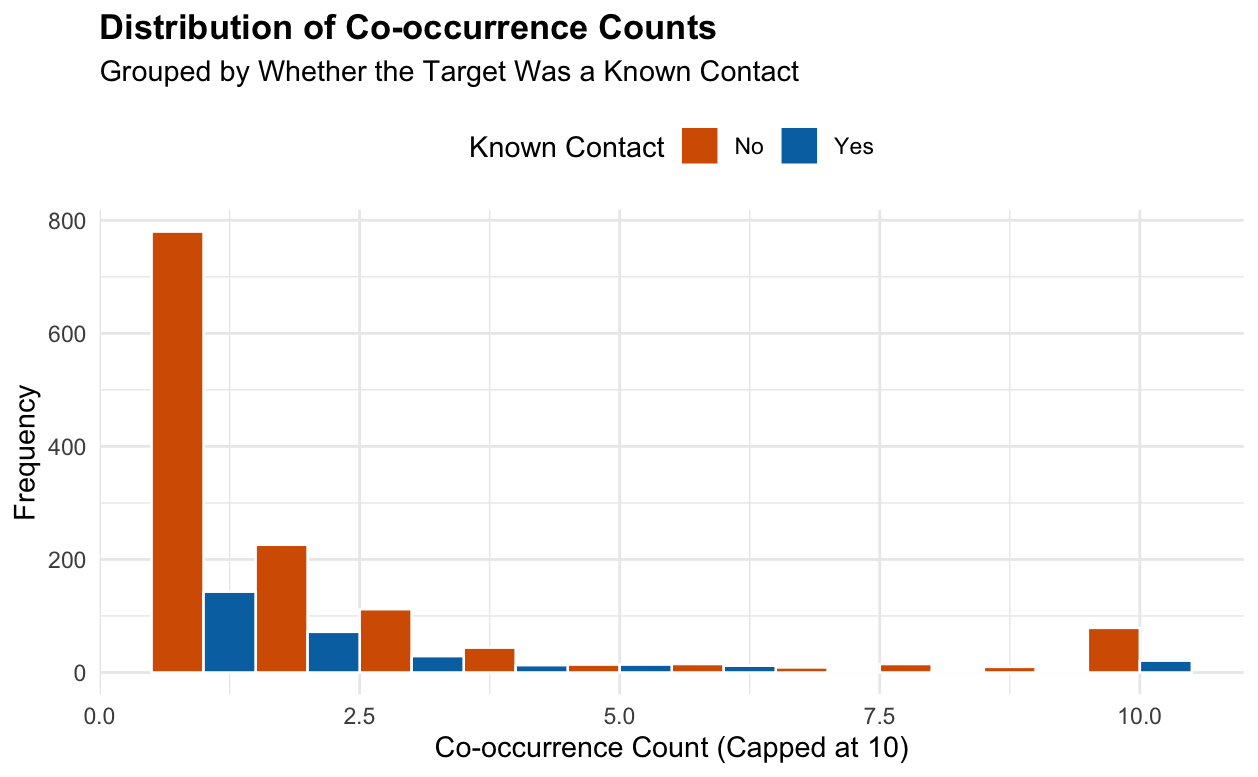 Distribution of Co-occurrence Counts
Grouped by Whether the Target Was a Known Contact
Known Contact No Yes
800
600
400
200
0
Frequency
0.0 2.5 5.0 7.5 10.0
Co-occurrence Count (Capped at 10)